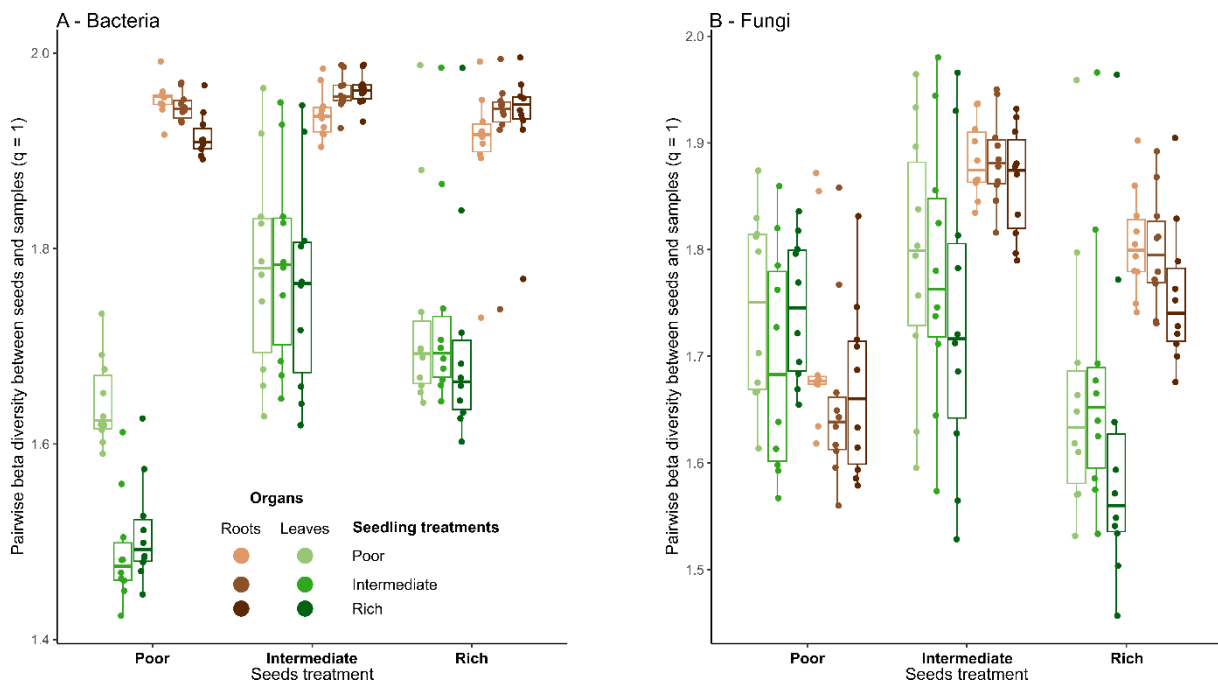 A - Bacteria
Pairwise beta diversity between seeds and samples (q = 1)
2.0
1.8
1.6
1.4
Organs
Roots Leaves Seedling treatments
Poor
Intermediate
Rich
Poor Intermediate Rich
Seeds treatment
B - Fungi
Pairwise beta diversity between seeds and samples (q = 1)
2.0
1.9
1.8
1.7
1.6
1.5
Poor Intermediate Rich
Seeds treatment